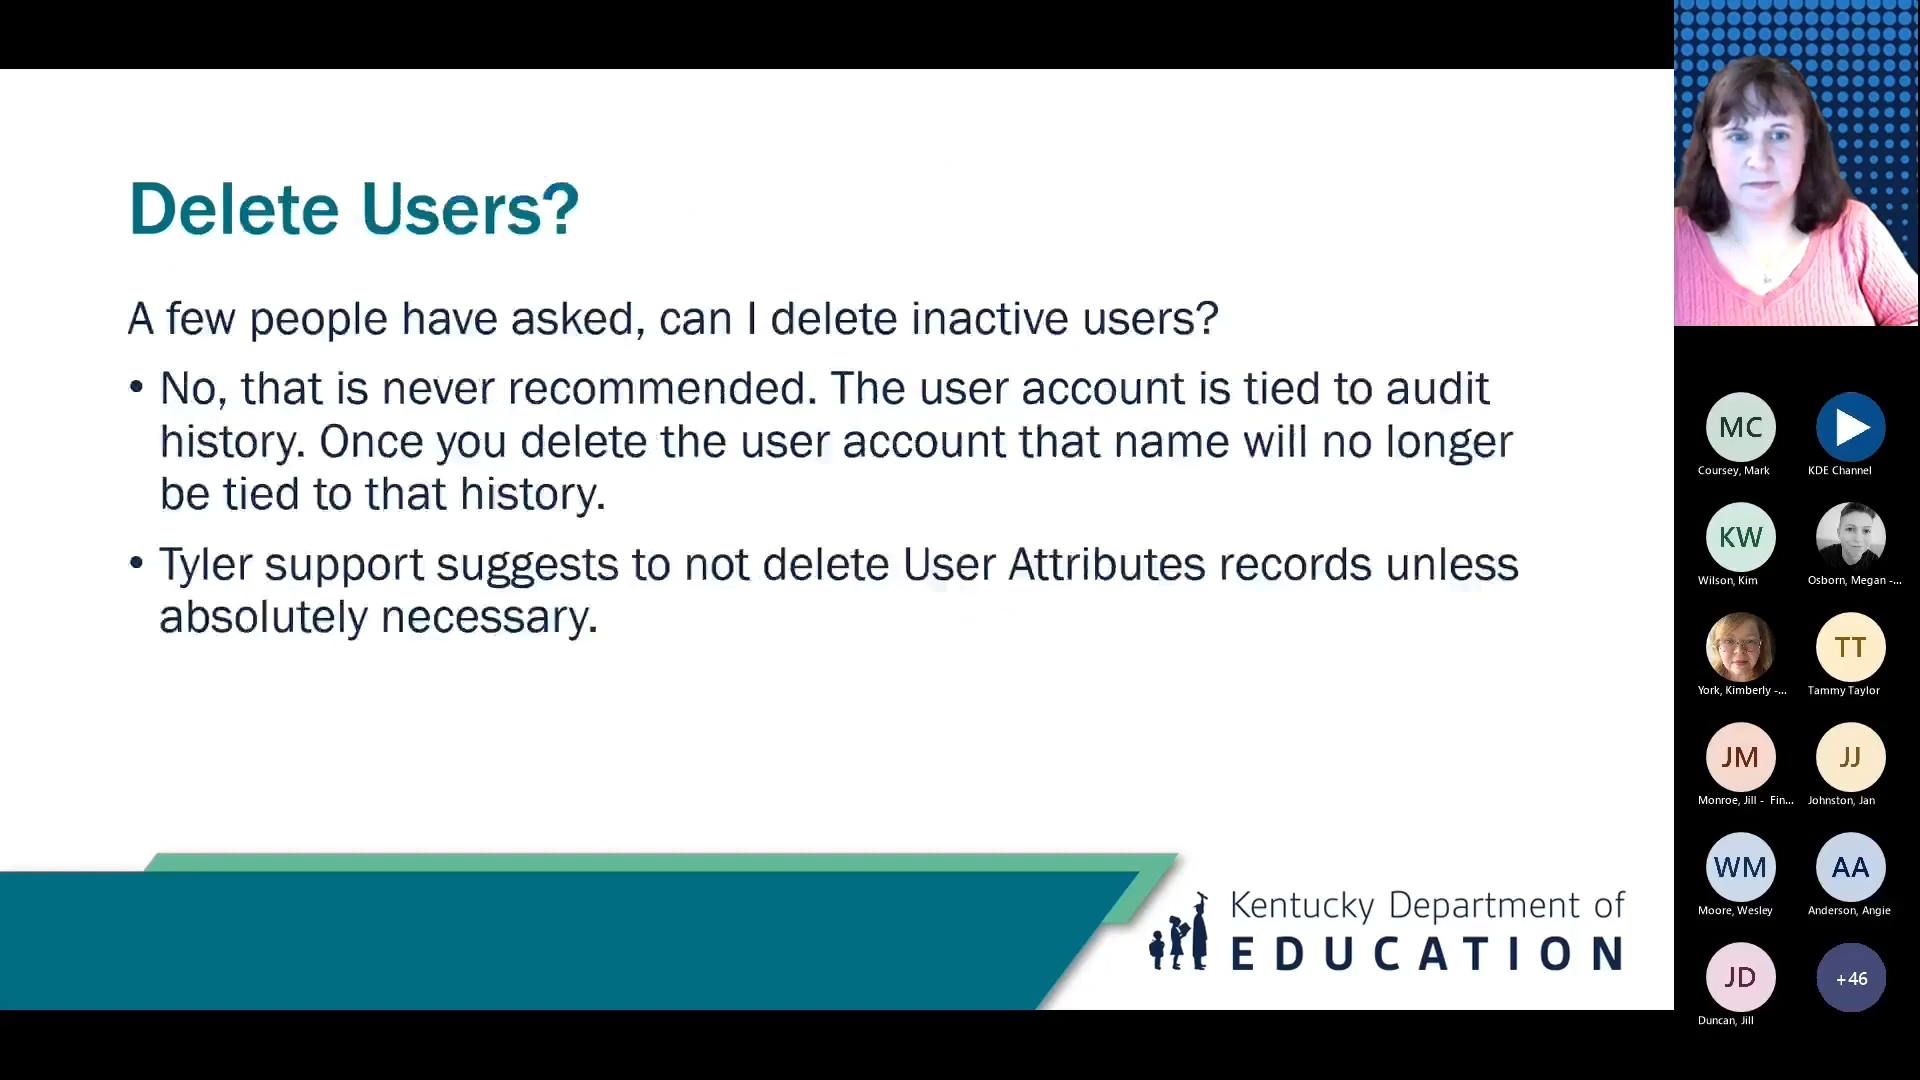 Delete Users?
A few people have asked, can I delete inactive users?
• No, that is never recommended. The user account is tied to audit
history. Once you delete the user account that name will no longer
be tied to that history.
• Tyler support suggests to not delete User Attributes records unless
absolutely necessary.
Kentucky Department of
EDUCATION
MC
Coursey, Mark
KDE Channel
KW
Wilson, Kim
Osborn, Megan -...
York, Kimberly -...
TT
Tammy Taylor
JM
Monroe, Jill - Fin...
JJ
Johnston, Jan
WM
Moore, Wesley
AA
Anderson, Angie
JD
Duncan, Jill
+46